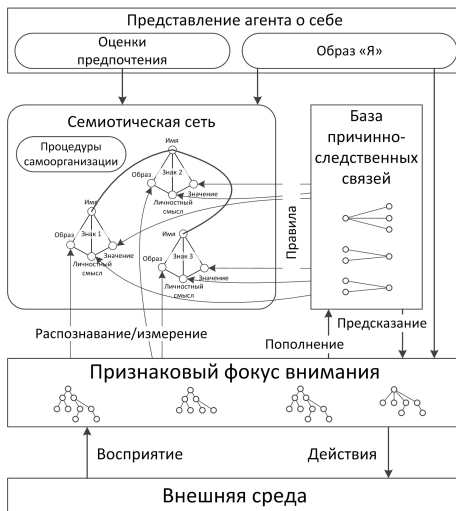 Представление агента о себе
Оценки
предпочтения
Образ «Я»
Семиотическая сеть
Процедуры
самоорганизации
Имя
Образ
Знак 2
Значение
Личностный
смысл
Имя
Образ
Знак 1
Значение
Личностный
смысл
Имя
Образ
Знак 3
Значение
Личностный
смысл
Правила
База
причинно-
следственных
связей
Распознавание/измерение
Пополнение
Предсказание
Признаковый фокус внимания
Восприятие
Действия
Внешняя среда